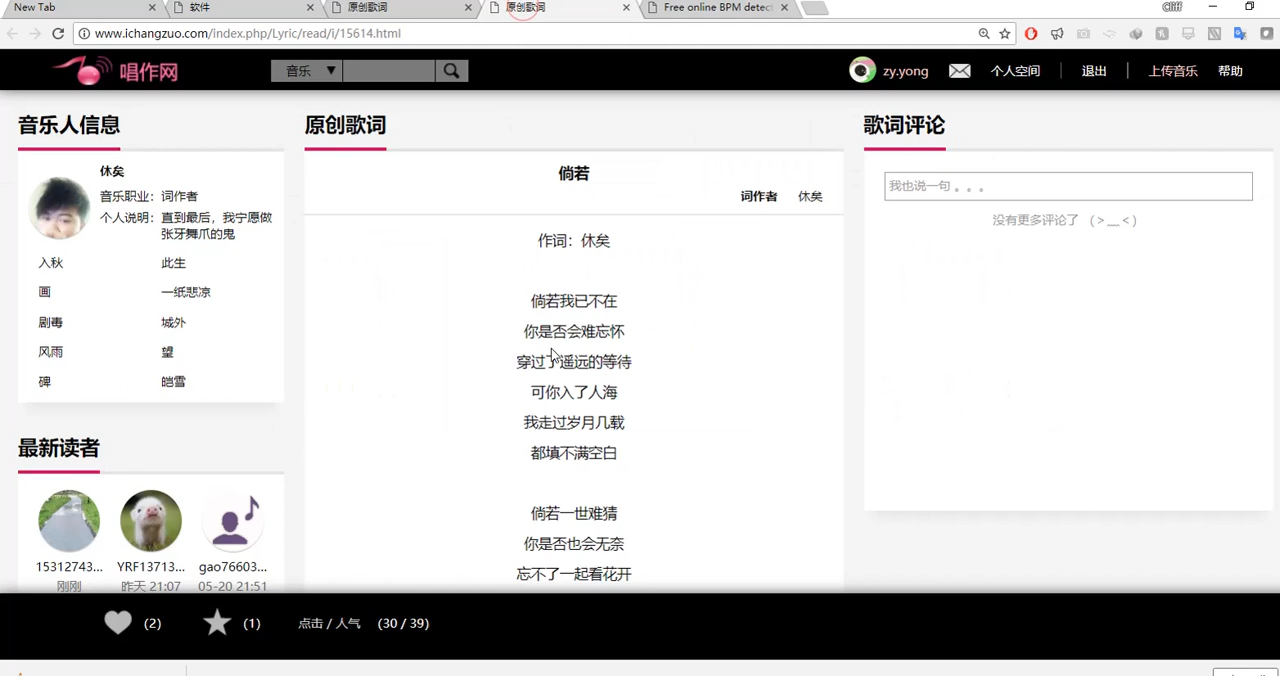 New Tab
软件
原创歌词
原创歌词
Free online BPM detect
Cliff
www.ichangzuo.com/index.php/Lyric/read/i/15614.html
唱作网
音乐 ▼
zy.yong
个人空间
退出
上传音乐
帮助
音乐人信息
休矣
音乐职业：词作者
个人说明：直到最后，我宁愿做
张牙舞爪的鬼
入秋 此生
画 一纸悲凉
剧毒 城外
风雨 望
碑 皑雪
最新读者
15312743... YRF13713... gao76603...
刚刚 昨天 21:07 05-20 21:51
原创歌词
倘若
词作者 休矣
作词：休矣
倘若我已不在
你是否会难忘怀
穿过了遥远的等待
可你入了人海
我走过岁月几载
都填不满空白
倘若一世难猜
你是否也会无奈
忘不了一起看花开
歌词评论
我也说一句 。。。
没有更多评论了 （＞﹏＜）
(2)
(1)
点击 / 人气 (30 / 39)